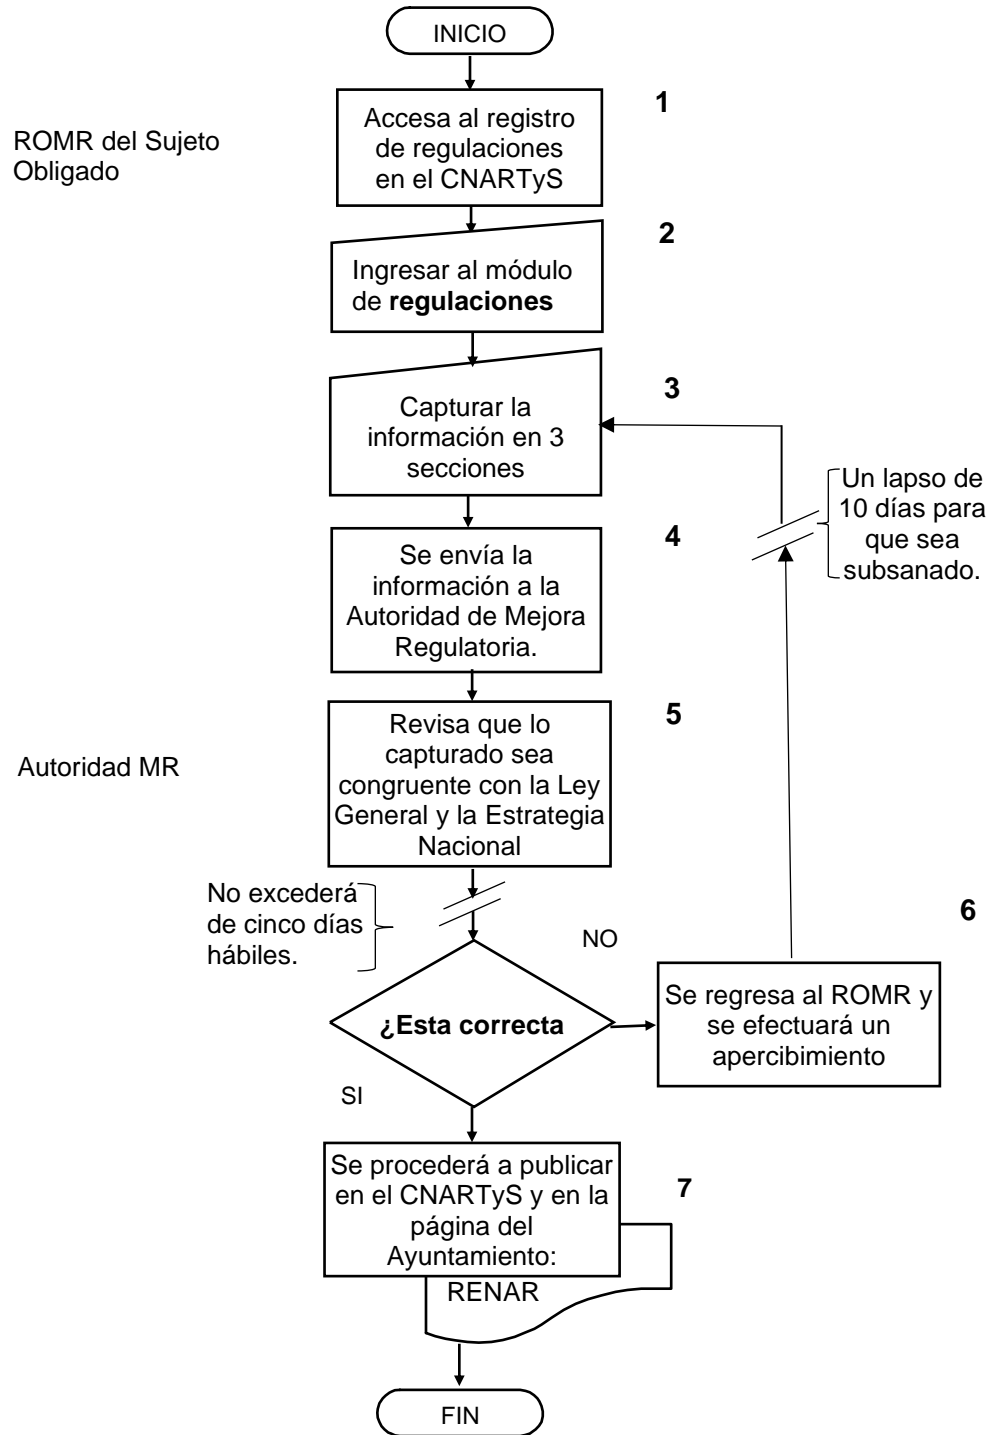 INICIO
1
Accesa al registro
de regulaciones
en el CNARTyS
ROMR del Sujeto
Obligado
2
Ingresar al módulo
de regulaciones
3
Capturar la
información en 3
secciones
Un lapso de
10 días para
que sea
subsanado.
4
Se envía la
información a la
Autoridad de Mejora
Regulatoria.
5
Revisa que lo
capturado sea
congruente con la Ley
General y la Estrategia
Nacional
Autoridad MR
No excederá
de cinco días
hábiles.
6
NO
¿Esta correcta
Se regresa al ROMR y
se efectuará un
apercibimiento
SI
Se procederá a publicar
en el CNARTyS y en la
página del
Ayuntamiento:
7
RENAR
FIN